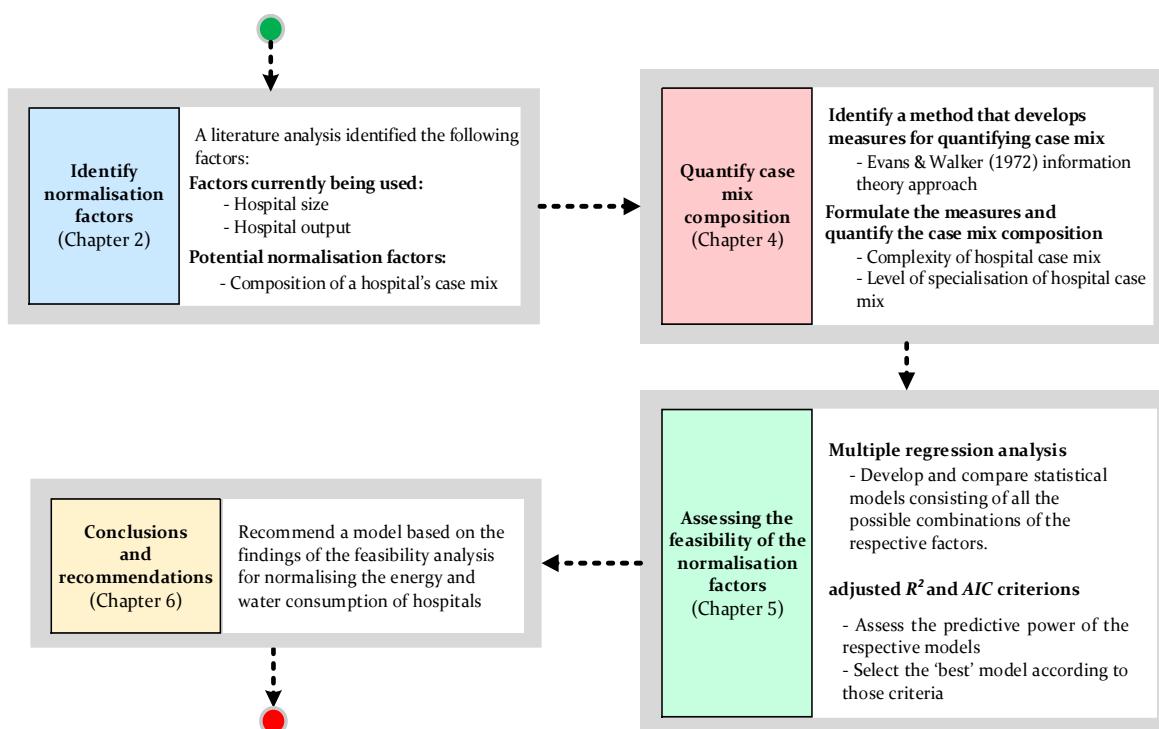 Identify
normalisation
factors
(Chapter 2)
A literature analysis identified the following
factors:
Factors currently being used:
- Hospital size
- Hospital output
Potential normalisation factors:
- Composition of a hospital’s case mix
Quantify case
mix
composition
(Chapter 4)
Identify a method that develops
measures for quantifying case mix
- Evans & Walker (1972) information
theory approach
Formulate the measures and
quantify the case mix composition
- Complexity of hospital case mix
- Level of specialisation of hospital case
mix
Assessing the
feasibility of the
normalisation
factors
(Chapter 5)
Multiple regression analysis
- Develop and compare statistical
models consisting of all the
possible combinations of the
respective factors.
adjusted R² and AIC criterions
- Assess the predictive power of the
respective models
- Select the ‘best’ model according to
those criteria
Conclusions
and
recommendations
(Chapter 6)
Recommend a model based on the
findings of the feasibility analysis
for normalising the energy and
water consumption of hospitals